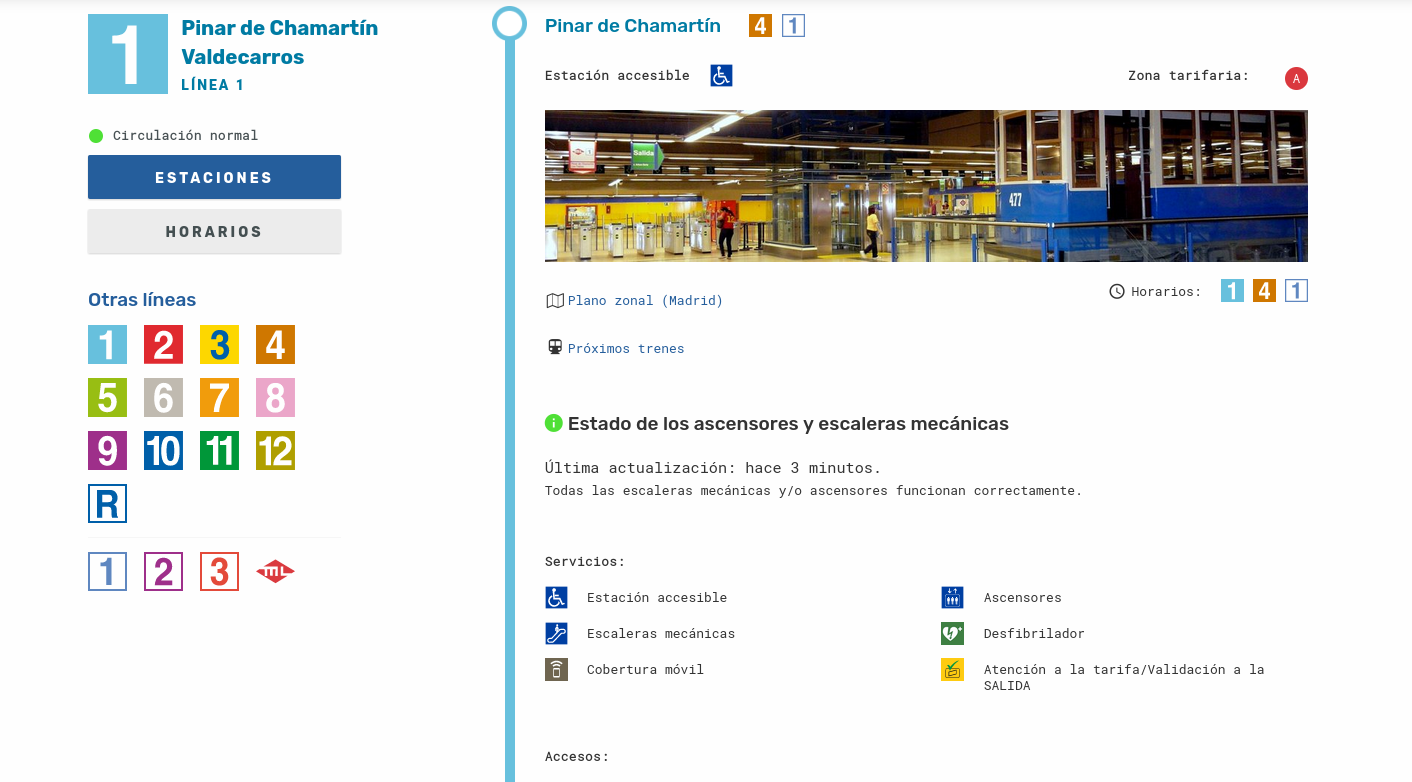 1
Pinar de Chamartín
Valdecarros
LÍNEA 1
Circulación normal
ESTACIONES
HORARIOS
Otras líneas
1 2 3 4
5 6 7 8
9 10 11 12
R
1 2 3 ML
Pinar de Chamartín 4 1
Estación accesible
Zona tarifaria: A
Salida
477
Plano zonal (Madrid)
Horarios: 1 4 1
Próximos trenes
Estado de los ascensores y escaleras mecánicas
Última actualización: hace 3 minutos.
Todas las escaleras mecánicas y/o ascensores funcionan correctamente.
Servicios:
Estación accesible
Ascensores
Escaleras mecánicas
Desfibrilador
Cobertura móvil
Atención a la tarifa/Validación a la
SALIDA
Accesos: